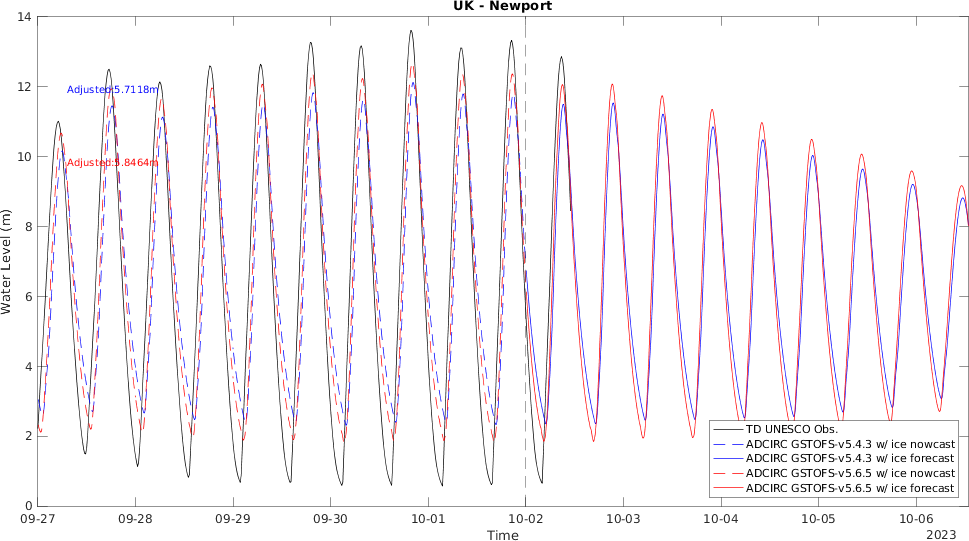 UK - Newport
Water Level (m)
14
12
10
8
6
4
2
0
Adjusted:5.7118m
Adjusted:5.8464m
TD UNESCO Obs.
ADCIRC GSTOFS-v5.4.3 w/ ice nowcast
ADCIRC GSTOFS-v5.4.3 w/ ice forecast
ADCIRC GSTOFS-v5.6.5 w/ ice nowcast
ADCIRC GSTOFS-v5.6.5 w/ ice forecast
09-27 09-28 09-29 09-30 10-01 10-02 10-03 10-04 10-05 10-06
Time
2023